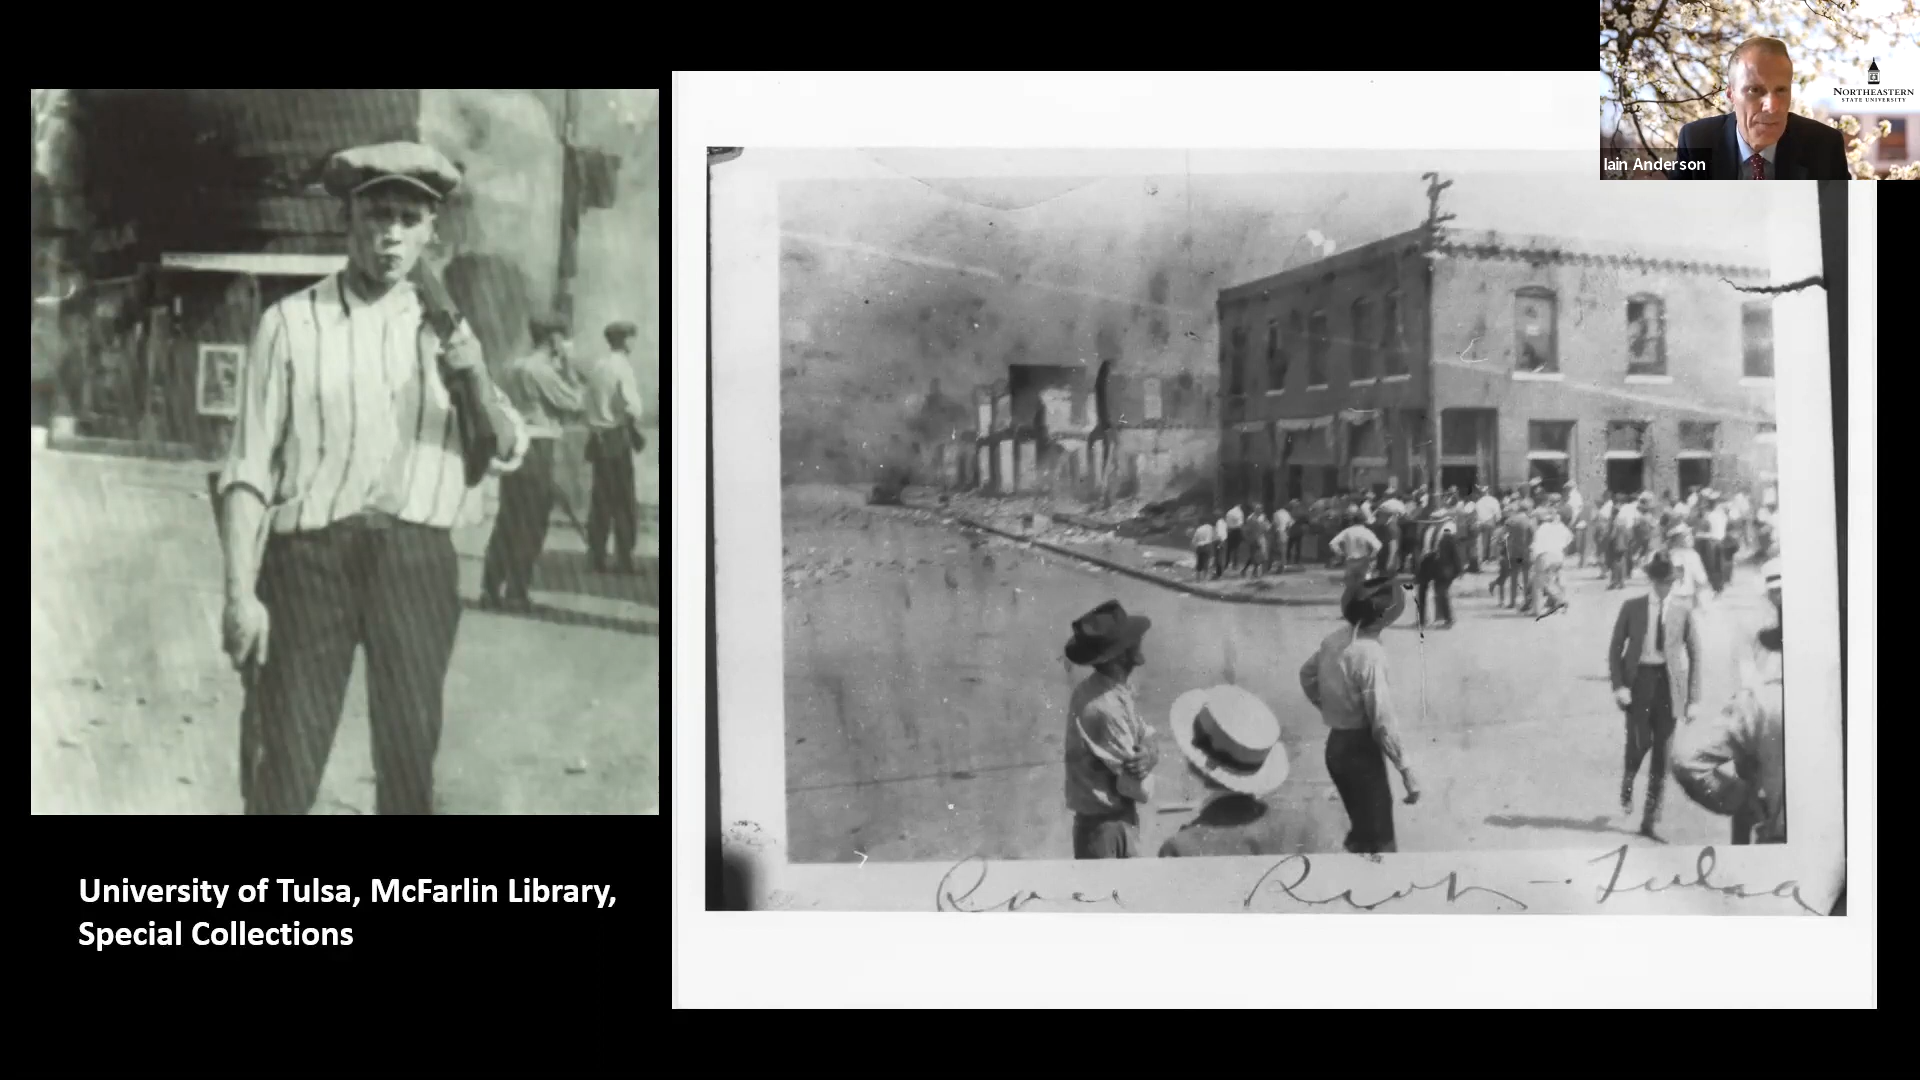 NORTHEASTERN
STATE UNIVERSITY
Iain Anderson
Race Riot - Tulsa
University of Tulsa, McFarlin Library,
Special Collections